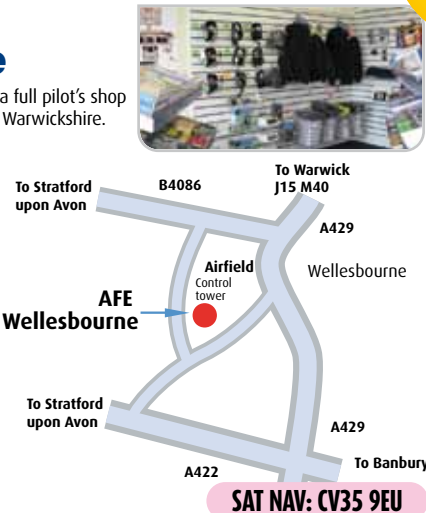 a full pilot's shop
Warwickshire.
To Warwick
J15 M40
To Stratford
upon Avon
B4086
A429
Airfield
Control
tower
Wellesbourne
AFE
Wellesbourne
To Stratford
upon Avon
A429
To Banbury
A422
SAT NAV: CV35 9EU